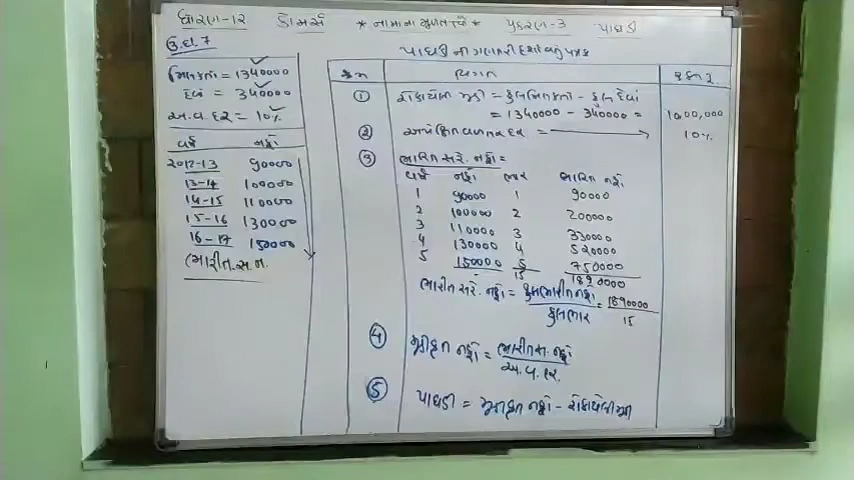 ધોરણ-૧૨ કોમર્સ * નામાના મૂળતત્વો * પ્રકરણ-3 પાઘડી
ઉ.દા.7
પાઘડીની ગણતરી દર્શાવતું પત્રક
મિલકતો = 1340000
દેવાં = 340000
અ.વ.દર = 10%
વર્ષ નફો
2012-13 90000
13-14 100000
14-15 110000
15-16 130000
16-17 150000
(ભારીત.સ.ન.
ક્રમ વિગત રકમ રૂ
① રોકાયેલી મૂડી = કુલ મિલકતો - કુલ દેવાં
= 1340000 - 340000 = 1000,000
② અપેક્ષિત વળતર દર = 10%
③ ભારિત સરે. નફો =
વર્ષ નફો ભાર ભારિત નફો
1 90000 1 90000
2 100000 2 200000
3 110000 3 330000
4 130000 4 520000
5 150000 5 750000
15 1890000
ભારીત સરે. નફો = કુલ ભારીત નફો / કુલ ભાર = 1890000 / 15
④ મૂડીકૃત નફો = ભારીત સ. નફો / અ.વ.દર.
⑤ પાઘડી = મૂડીકૃત નફો - રોકાયેલી મૂ